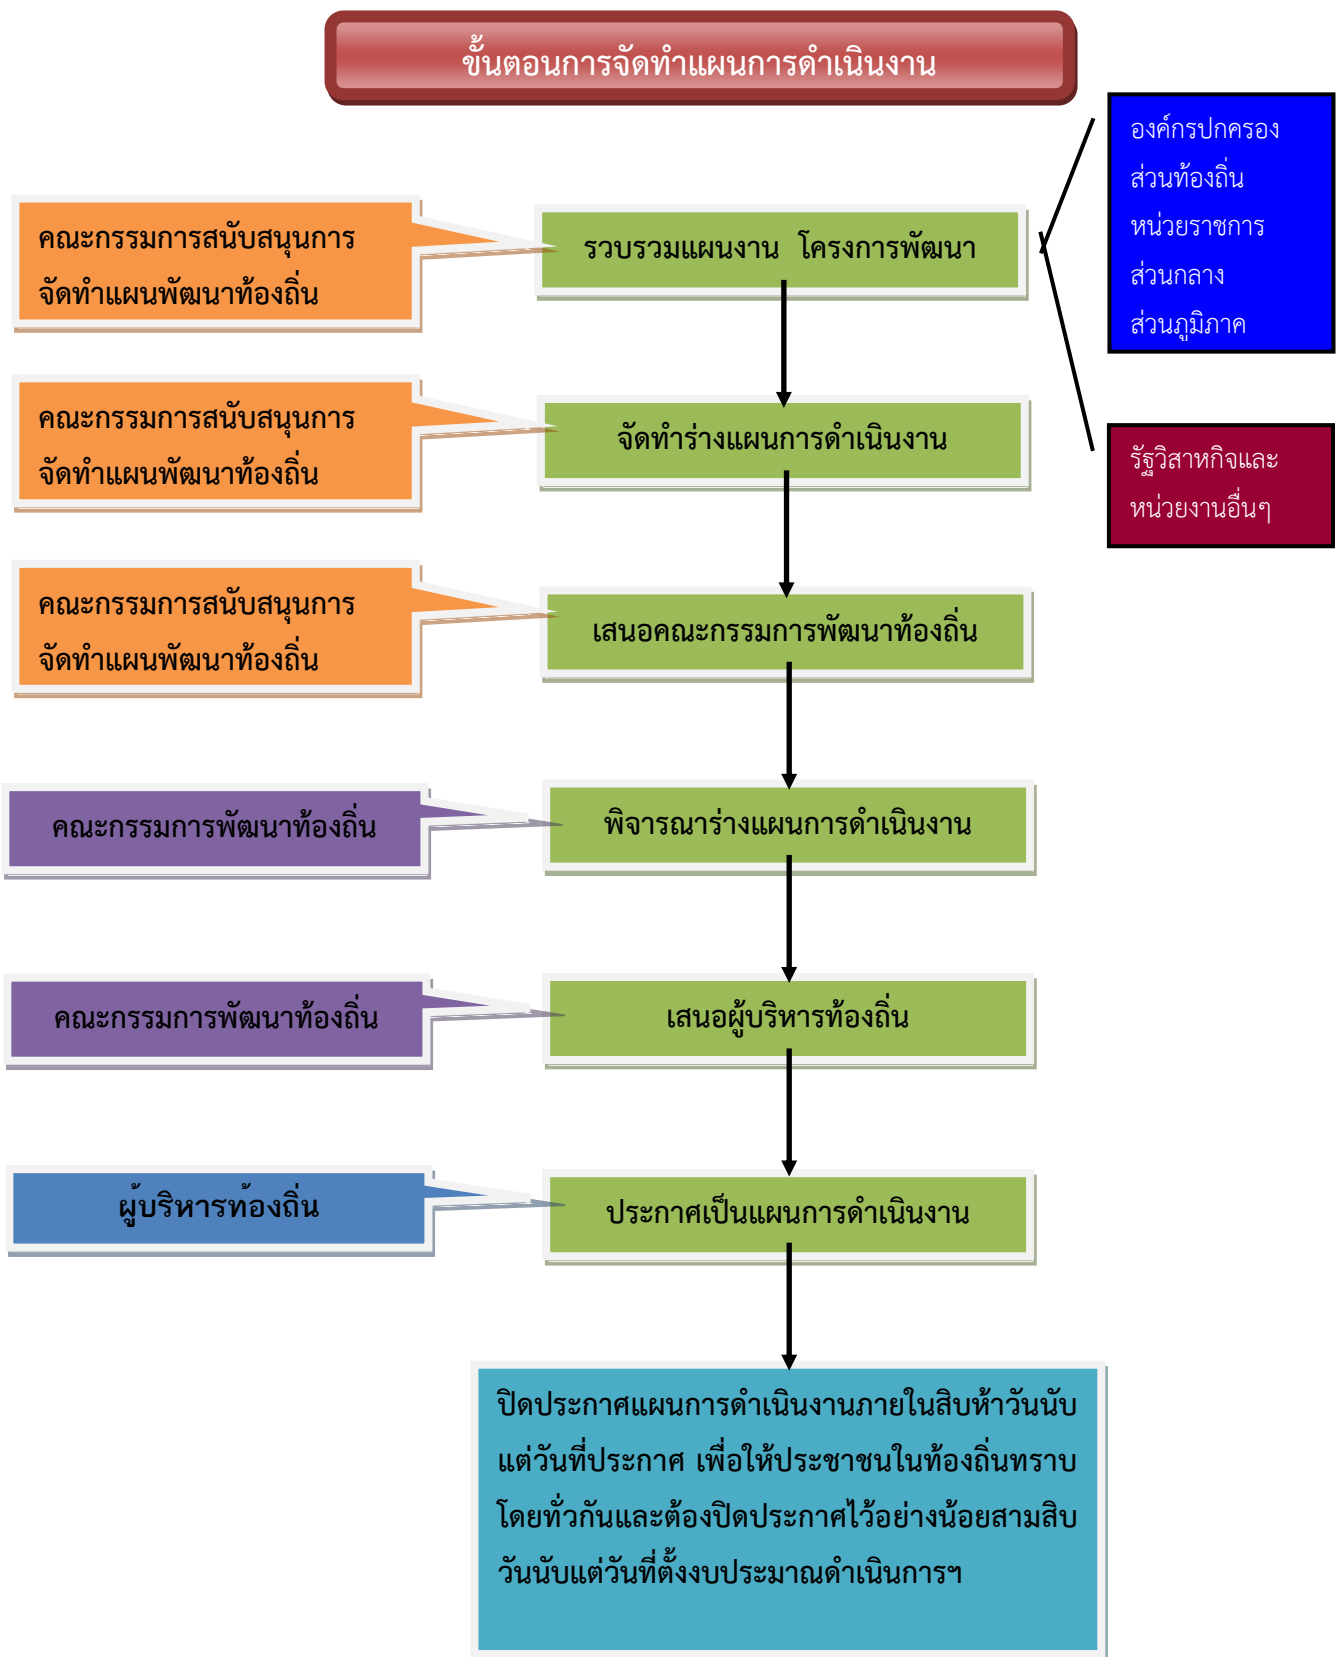 ขั้นตอนการจัดทำแผนการดำเนินงาน
องค์กรปกครอง
ส่วนท้องถิ่น
หน่วยราชการ
ส่วนกลาง
ส่วนภูมิภาค
คณะกรรมการสนับสนุนการ
จัดทำแผนพัฒนาท้องถิ่น
รวบรวมแผนงาน โครงการพัฒนา
คณะกรรมการสนับสนุนการ
จัดทำแผนพัฒนาท้องถิ่น
จัดทำร่างแผนการดำเนินงาน
รัฐวิสาหกิจและ
หน่วยงานอื่นๆ
คณะกรรมการสนับสนุนการ
จัดทำแผนพัฒนาท้องถิ่น
เสนอคณะกรรมการพัฒนาท้องถิ่น
คณะกรรมการพัฒนาท้องถิ่น
พิจารณาร่างแผนการดำเนินงาน
คณะกรรมการพัฒนาท้องถิ่น
เสนอผู้บริหารท้องถิ่น
ผู้บริหารท้องถิ่น
ประกาศเป็นแผนการดำเนินงาน
ปิดประกาศแผนการดำเนินงานภายในสิบห้าวันนับ
แต่วันที่ประกาศ เพื่อให้ประชาชนในท้องถิ่นทราบ
โดยทั่วกันและต้องปิดประกาศไว้อย่างน้อยสามสิบ
วันนับแต่วันที่ตั้งงบประมาณดำเนินการฯ